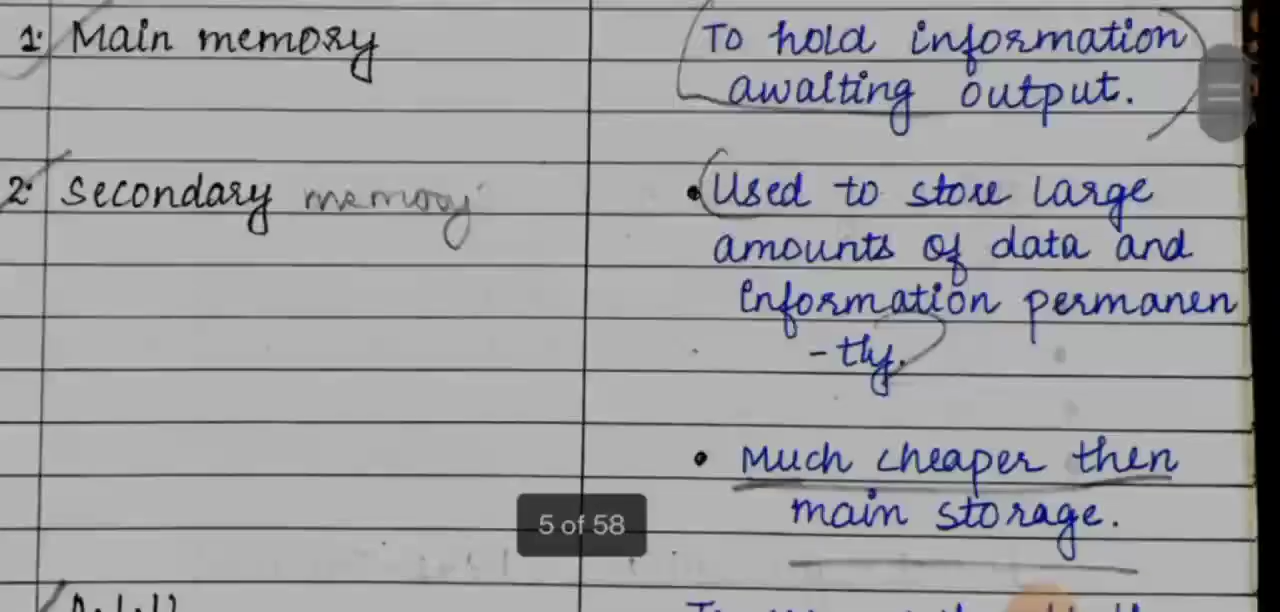 1. Main memory
To hold information
awaiting output.
2. Secondary memory
• Used to store large
amounts of data and
information permanen
-tly.
• Much cheaper then
main storage.
5 of 58